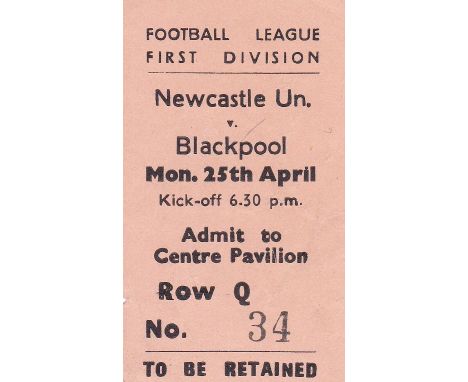 FOOTBALL LEAGUE
FIRST DIVISION
Newcastle Un.
v.
Blackpool
Mon. 25th April
Kick-off 6.30 p.m.
Admit to
Centre Pavilion
Row Q
No. 34
TO BE RETAINED